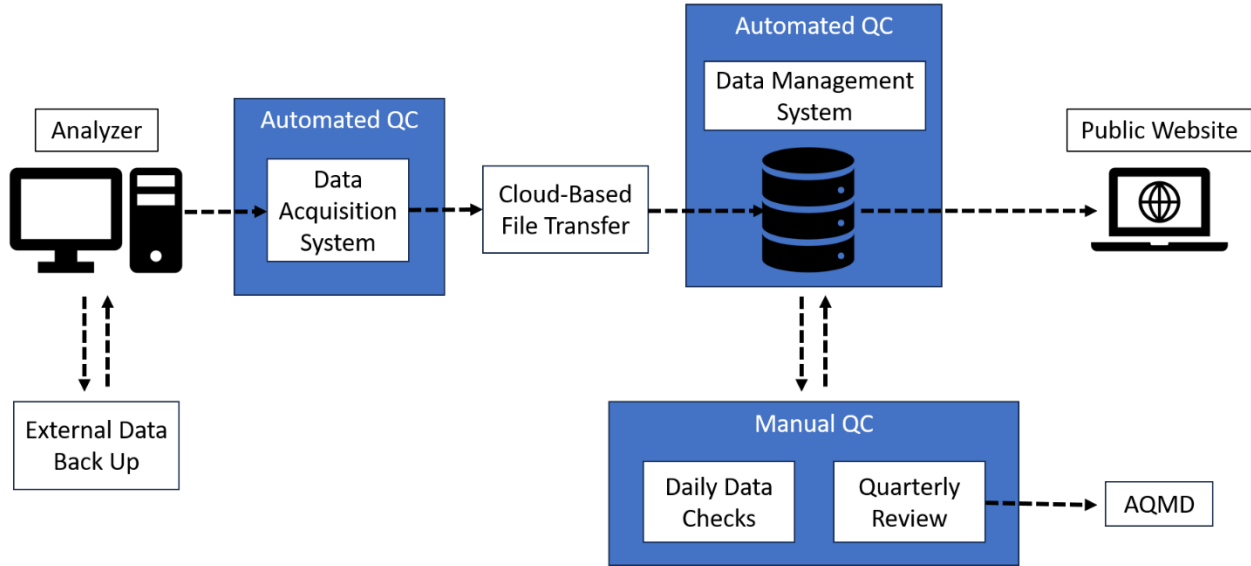 Analyzer
Automated QC
Data
Acquisition
System
Cloud-Based
File Transfer
Automated QC
Data Management
System
Public Website
External Data
Back Up
Manual QC
Daily Data
Checks
Quarterly
Review
AQMD